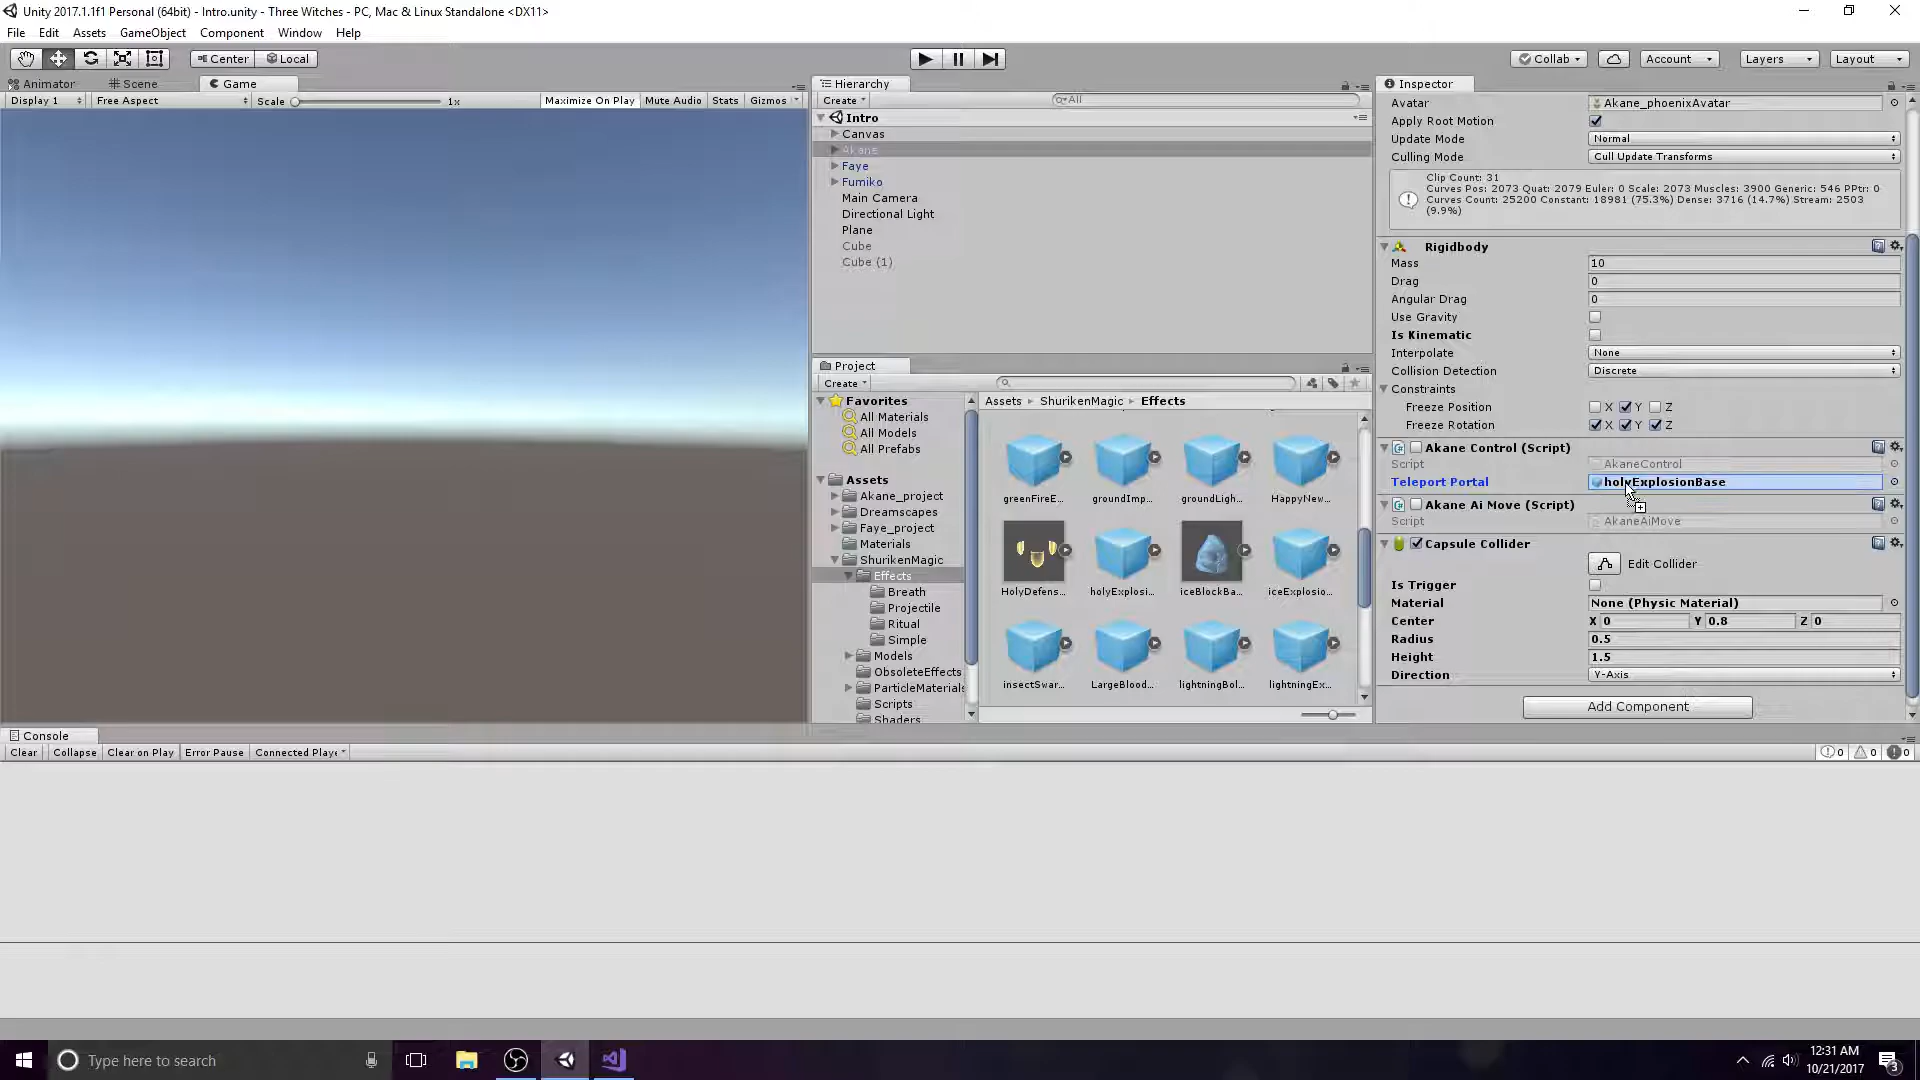 Unity 2017.1.1f1 Personal (64bit) - Intro.unity - Three Witches - PC, Mac & Linux Standalone <DX11>
File Edit Assets GameObject Component Window Help
Center Local
Collab Account Layers Layout
Animator Scene Game
Display 1 Free Aspect Scale 1x Maximize On Play Mute Audio Stats Gizmos
Hierarchy
Create All
Intro
Canvas
Akane
Faye
Fumiko
Main Camera
Directional Light
Plane
Cube
Cube (1)
Project
Create
Favorites
All Materials
All Models
All Prefabs
Assets
Akane_project
Dreamscapes
Faye_project
Materials
ShurikenMagic
Effects
Breath
Projectile
Ritual
Simple
Models
ObsoleteEffects
ParticleMaterials
Scripts
Shaders
Assets ShurikenMagic Effects
greenFireE... groundImp... groundLigh... HappyNew...
HolyDefens... holyExplosi... iceBlockBa... iceExplosio...
insectSwar... LargeBlood... lightningBol... lightningEx...
Inspector
Avatar Akane_phoenixAvatar
Apply Root Motion
Update Mode Normal
Culling Mode Cull Update Transforms
Clip Count: 31
Curves Pos: 2073 Quat: 2079 Euler: 0 Scale: 2073 Muscles: 3900 Generic: 546 PPtr: 0
Curves Count: 25200 Constant: 18981 (75.3%) Dense: 3716 (14.7%) Stream: 2503
(9.9%)
Rigidbody
Mass 10
Drag 0
Angular Drag 0
Use Gravity
Is Kinematic
Interpolate None
Collision Detection Discrete
Constraints
Freeze Position X Y Z
Freeze Rotation X Y Z
Akane Control (Script)
Script AkaneControl
Teleport Portal holyExplosionBase
Akane Ai Move (Script)
Script AkaneAiMove
Capsule Collider
Edit Collider
Is Trigger
Material None (Physic Material)
Center X 0 Y 0.8 Z 0
Radius 0.5
Height 1.5
Direction Y-Axis
Add Component
Console
Clear Collapse Clear on Play Error Pause Connected Playe
0 0 0
Type here to search
12:31 AM
10/21/2017
3